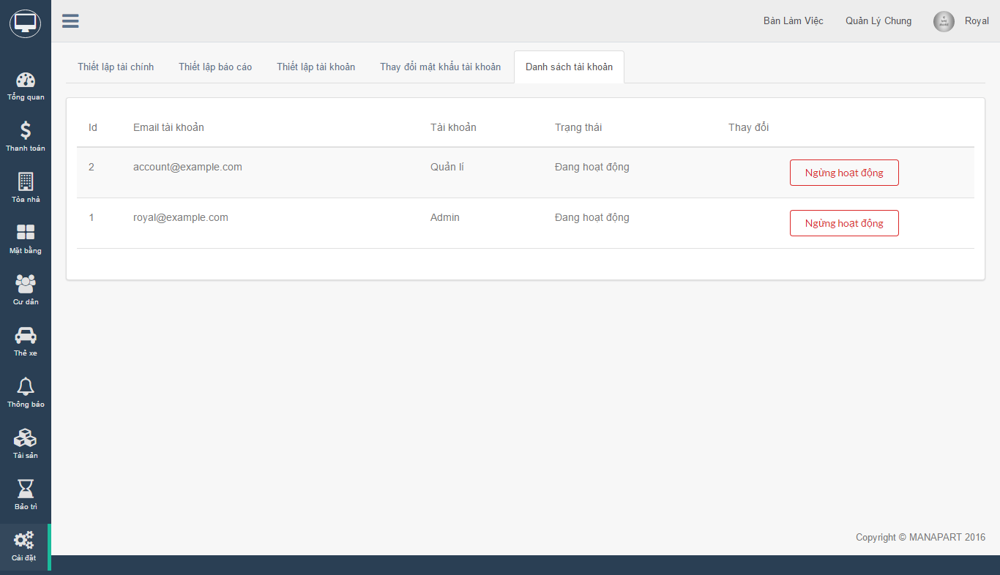 Bàn Làm Việc Quản Lý Chung Royal
Thiết lập tài chính Thiết lập báo cáo Thiết lập tài khoản Thay đổi mật khẩu tài khoản Danh sách tài khoản
Tổng quan
Thanh toán
Tòa nhà
Mặt bằng
Cư dân
Thẻ xe
Thông báo
Tài sản
Bảo trì
Cài đặt
Id Email tài khoản Tài khoản Trạng thái Thay đổi
2 account@example.com Quản lí Đang hoạt động Ngừng hoạt động
1 royal@example.com Admin Đang hoạt động Ngừng hoạt động
Copyright © MANAPART 2016